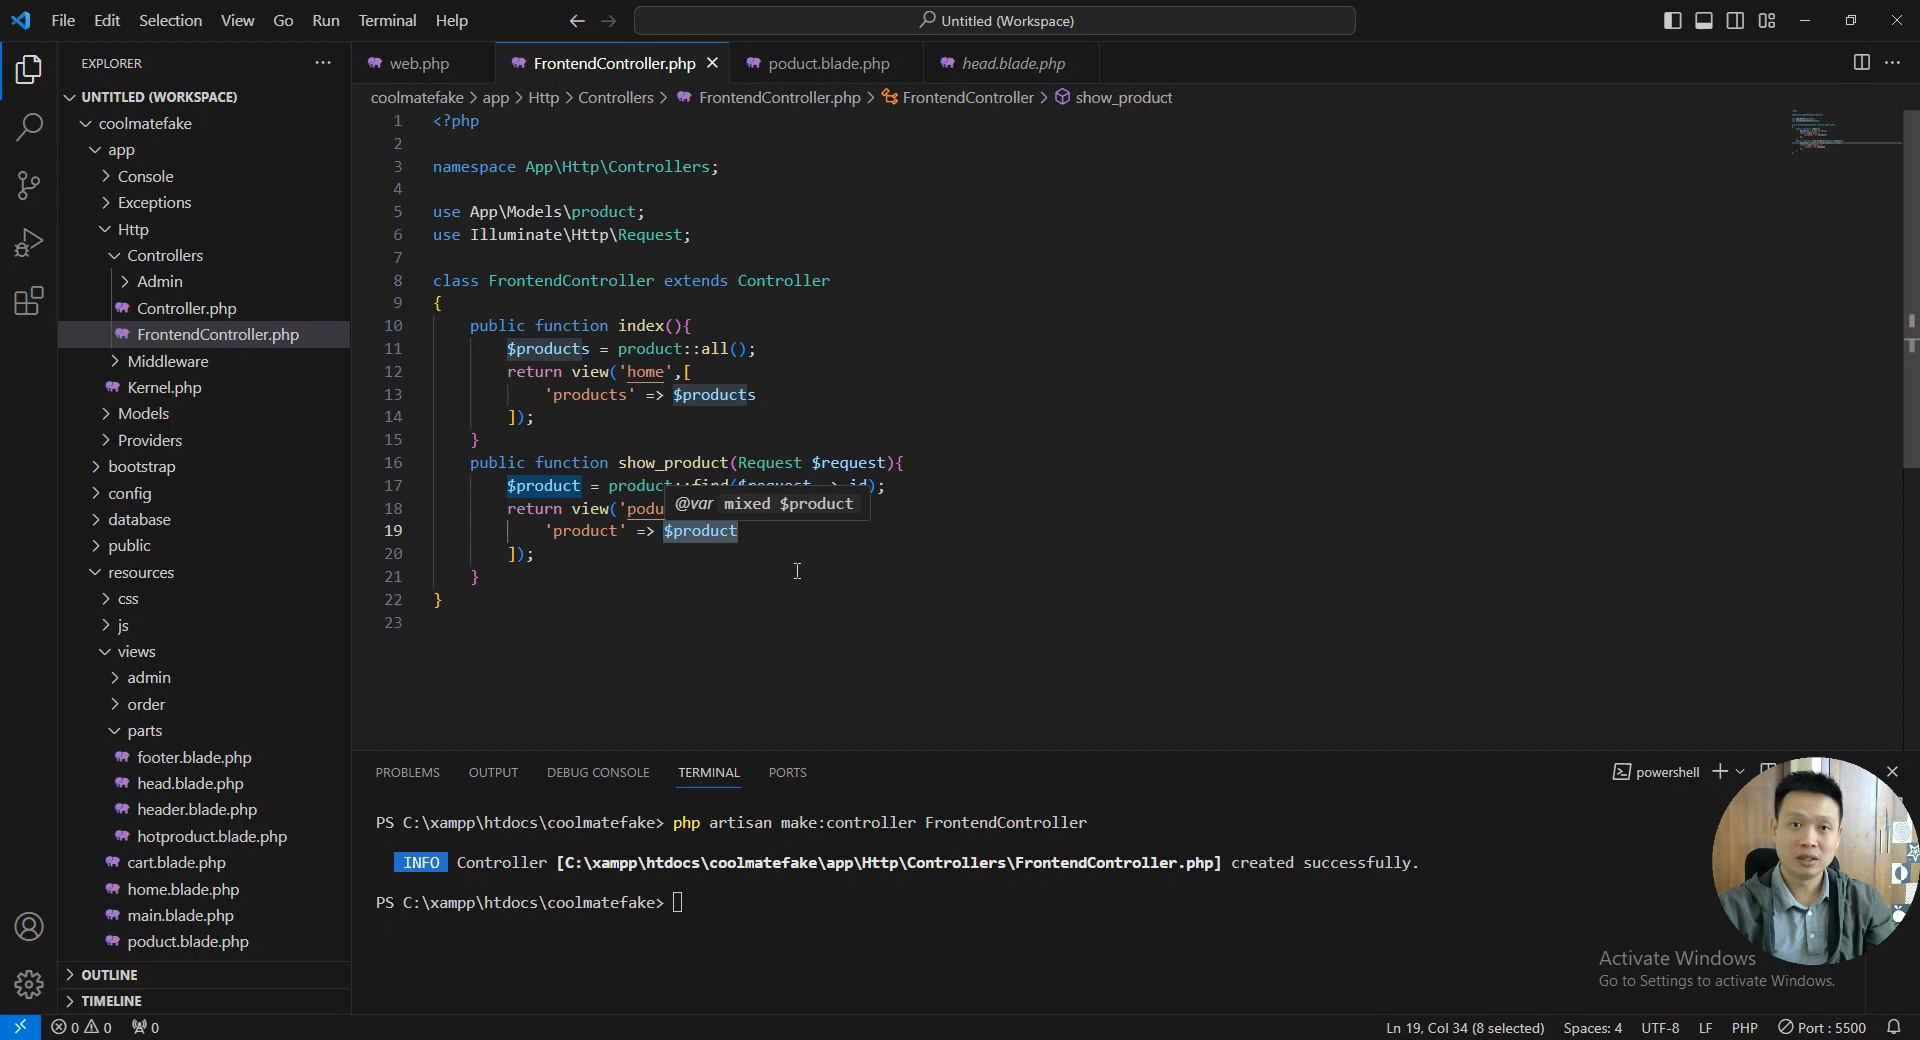 File Edit Selection View Go Run Terminal Help
Untitled (Workspace)
EXPLORER
UNTITLED (WORKSPACE)
coolmatefake
app
Console
Exceptions
Http
Controllers
Admin
Controller.php
FrontendController.php
Middleware
Kernel.php
Models
Providers
bootstrap
config
database
public
resources
css
js
views
admin
order
parts
footer.blade.php
head.blade.php
header.blade.php
hotproduct.blade.php
cart.blade.php
home.blade.php
main.blade.php
poduct.blade.php
OUTLINE
TIMELINE
web.php FrontendController.php poduct.blade.php head.blade.php
coolmatefake > app > Http > Controllers > FrontendController.php > FrontendController > show_product
1 <?php
2
3 namespace App\Http\Controllers;
4
5 use App\Models\product;
6 use Illuminate\Http\Request;
7
8 class FrontendController extends Controller
9 {
10 public function index(){
11 $products = product::all();
12 return view('home',[
13 'products' => $products
14 ]);
15 }
16 public function show_product(Request $request){
17 $product = product::find($request -> id);
@var mixed $product
18 return view('podu
19 'product' => $product
20 ]);
21 }
22 }
23
PROBLEMS OUTPUT DEBUG CONSOLE TERMINAL PORTS
powershell
PS C:\xampp\htdocs\coolmatefake> php artisan make:controller FrontendController
INFO Controller [C:\xampp\htdocs\coolmatefake\app\Http\Controllers\FrontendController.php] created successfully.
PS C:\xampp\htdocs\coolmatefake>
Activate Windows
Go to Settings to activate Windows.
0 0 0 Ln 19, Col 34 (8 selected) Spaces: 4 UTF-8 LF PHP Port : 5500